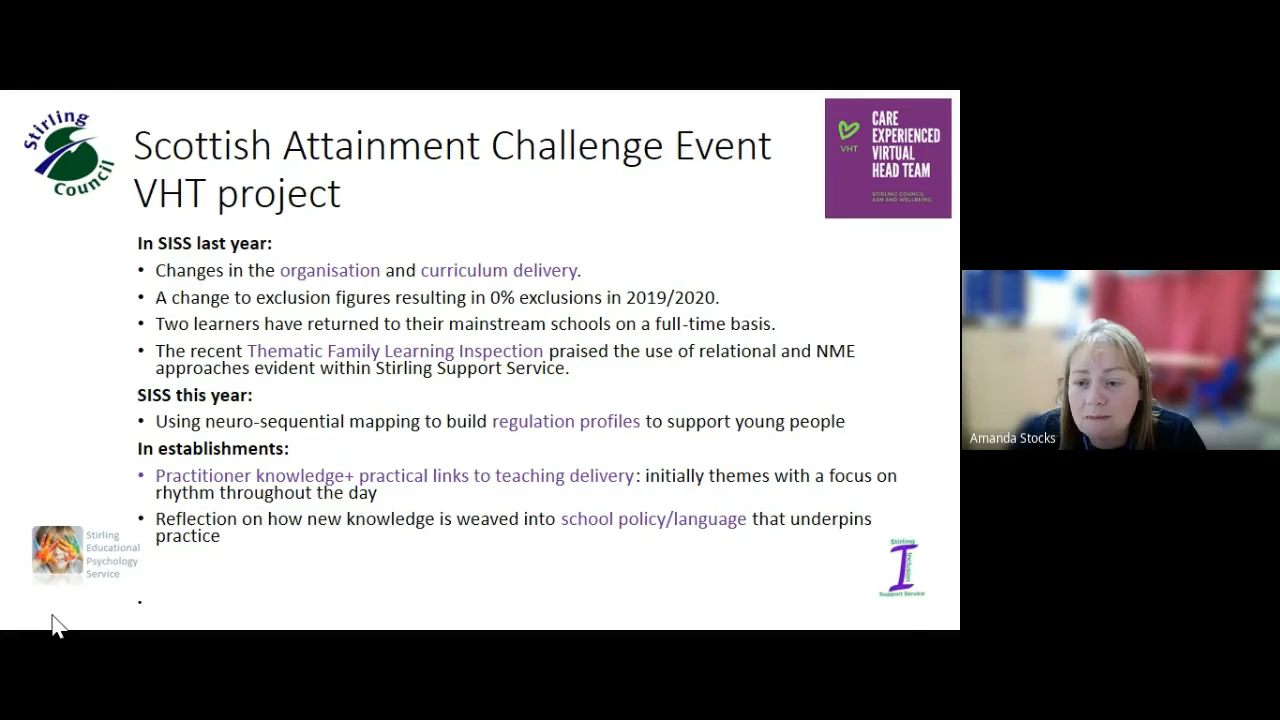 Stirling
Council
Scottish Attainment Challenge Event
VHT project
VHT
CARE
EXPERIENCED
VIRTUAL
HEAD TEAM
STIRLING COUNCIL
ASN AND WELLBEING
In SISS last year:
• Changes in the organisation and curriculum delivery.
• A change to exclusion figures resulting in 0% exclusions in 2019/2020.
• Two learners have returned to their mainstream schools on a full-time basis.
• The recent Thematic Family Learning Inspection praised the use of relational and NME
approaches evident within Stirling Support Service.
SISS this year:
• Using neuro-sequential mapping to build regulation profiles to support young people
In establishments:
• Practitioner knowledge+ practical links to teaching delivery: initially themes with a focus on
rhythm throughout the day
• Reflection on how new knowledge is weaved into school policy/language that underpins
practice
.
Stirling
Educational
Psychology
Service
Stirling
Inclusion
Support Service
Amanda Stocks